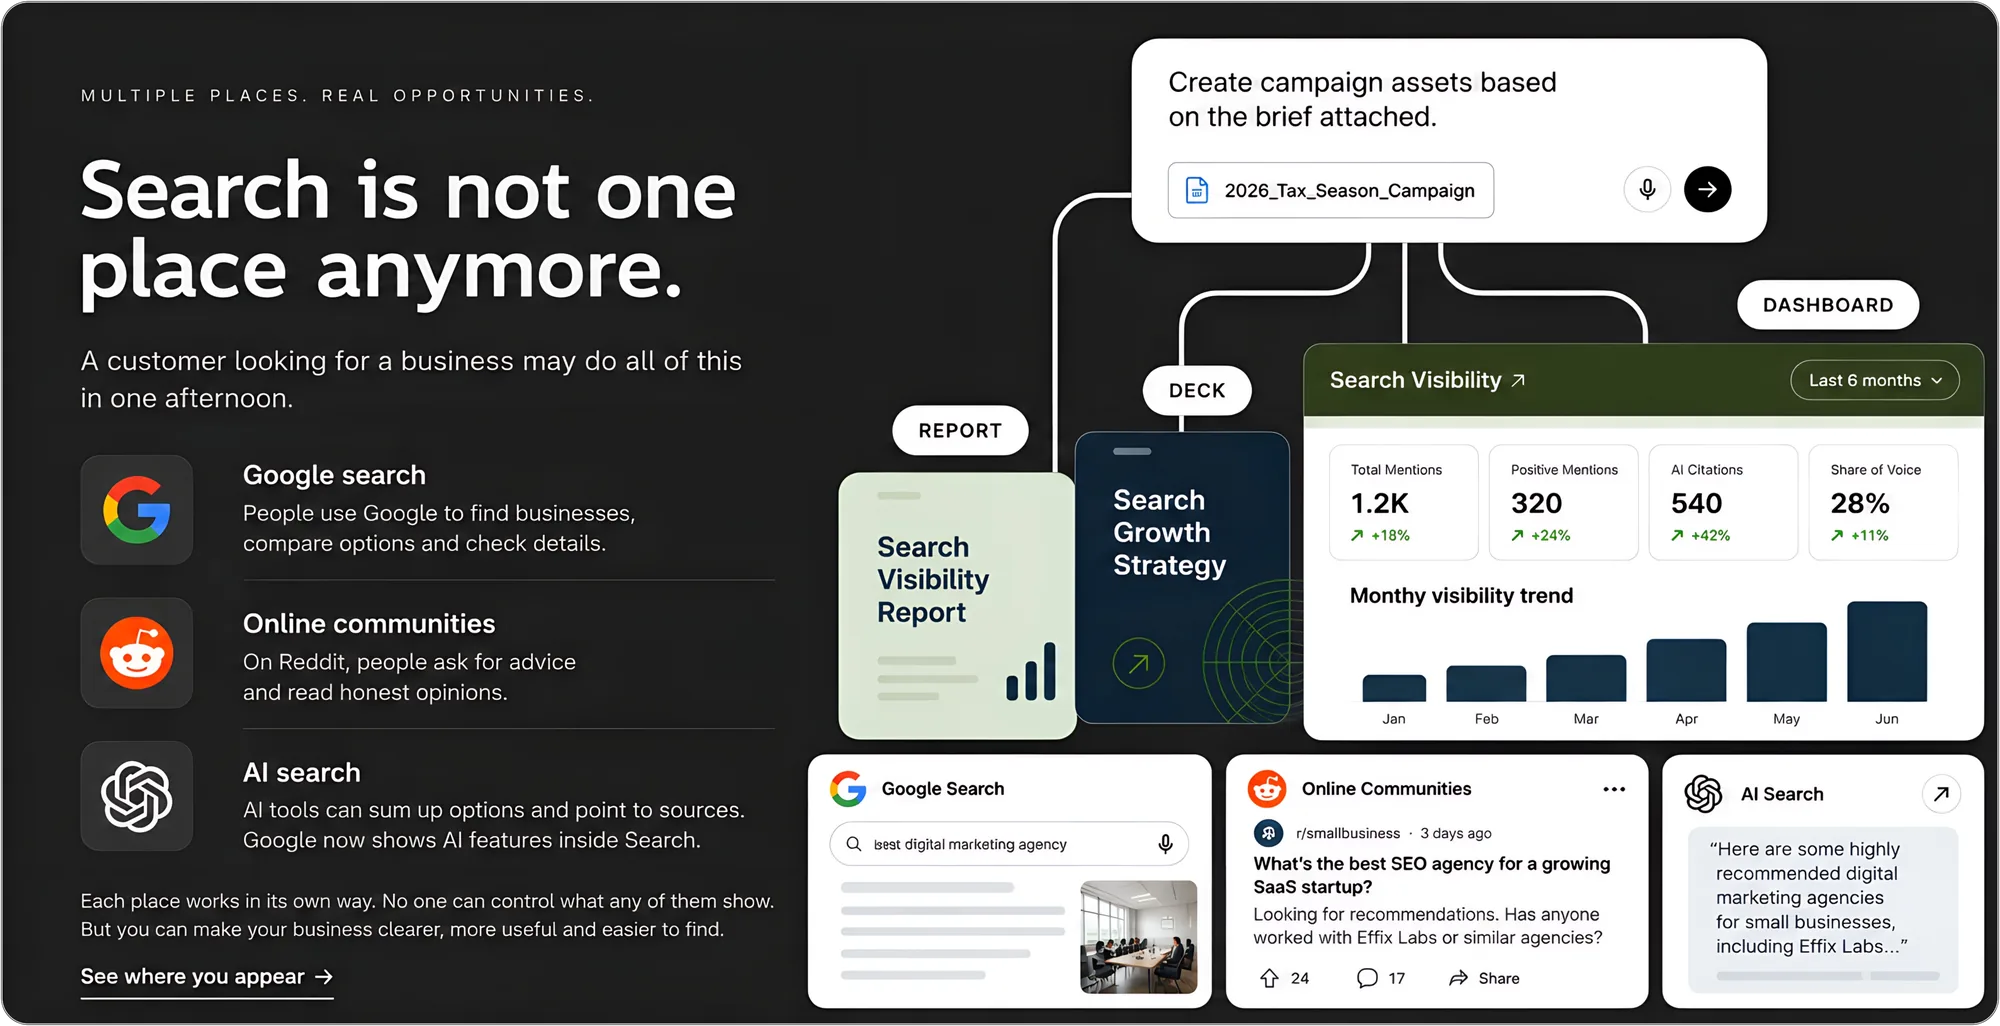 MULTIPLE PLACES. REAL OPPORTUNITIES.
Search is not one
place anymore.
A customer looking for a business may do all of this
in one afternoon.
Google search
People use Google to find businesses,
compare options and check details.
Online communities
On Reddit, people ask for advice
and read honest opinions.
AI search
AI tools can sum up options and point to sources.
Google now shows AI features inside Search.
Each place works in its own way. No one can control what any of them show.
But you can make your business clearer, more useful and easier to find.
See where you appear →
Create campaign assets based
on the brief attached.
2026_Tax_Season_Campaign
REPORT
Search
Visibility
Report
DECK
Search
Growth
Strategy
DASHBOARD
Search Visibility ↗
Last 6 months
Total Mentions
1.2K
+18%
Positive Mentions
320
+24%
AI Citations
540
+42%
Share of Voice
28%
+11%
Monthy visibility trend
Jan Feb Mar Apr May Jun
Google Search
best digital marketing agency
Online Communities
r/smallbusiness · 3 days ago
What's the best SEO agency for a growing
SaaS startup?
Looking for recommendations. Has anyone
worked with Effix Labs or similar agencies?
24 17 Share
AI Search
“Here are some highly
recommended digital
marketing agencies
for small businesses,
including Effix Labs...”